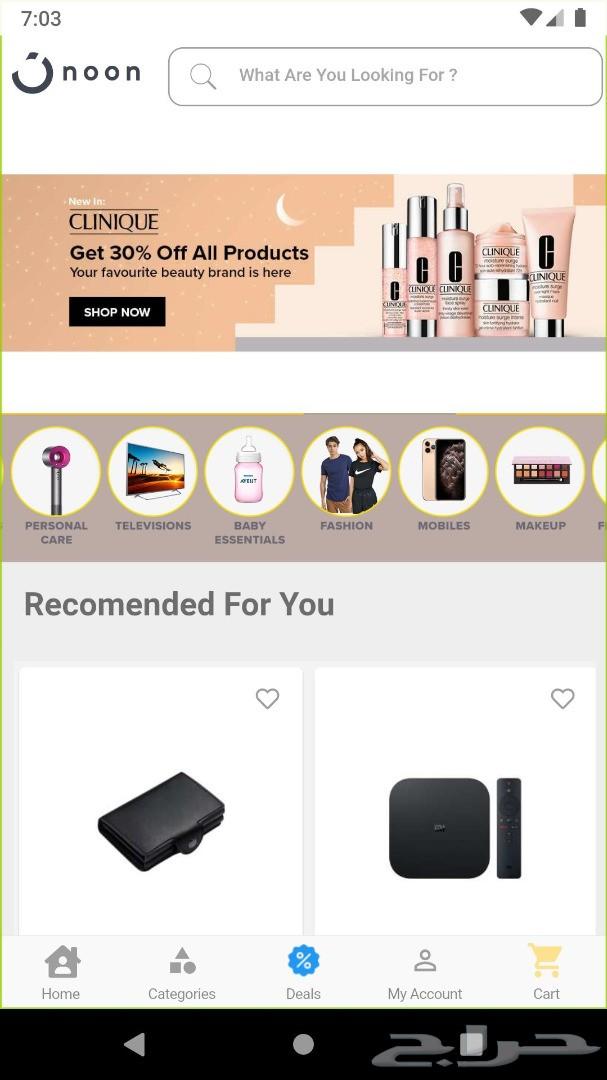 7:03
noon
What Are You Looking For ?
New In:
CLINIQUE
Get 30% Off All Products
Your favourite beauty brand is here
SHOP NOW
CLINIQUE
CLINIQUE
CLINIQUE
CLINIQUE
CLINIQUE
CLINIQUE
AVENT
PERSONAL CARE
TELEVISIONS
BABY ESSENTIALS
FASHION
MOBILES
MAKEUP
Recomended For You
Home
Categories
Deals
My Account
Cart
حراج